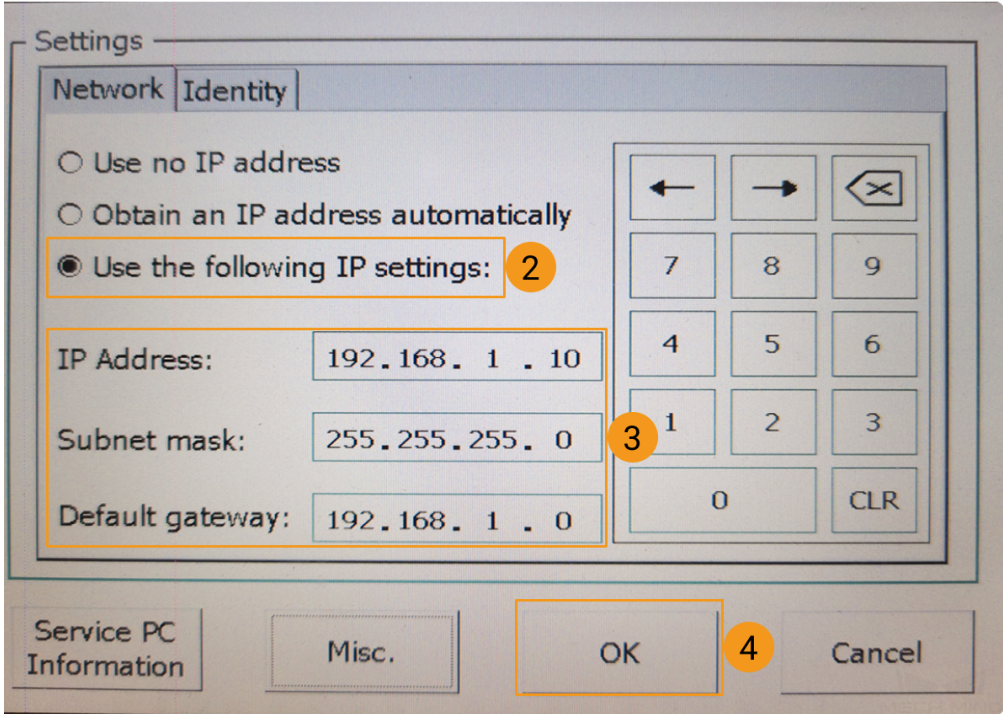 Settings
Network Identity
Use no IP address
Obtain an IP address automatically
Use the following IP settings: 2
IP Address: 192.168. 1 . 10
Subnet mask: 255.255.255. 0
Default gateway: 192.168. 1 . 0
3
7 8 9
4 5 6
1 2 3
0 CLR
Service PC
Information
Misc.
OK
4
Cancel